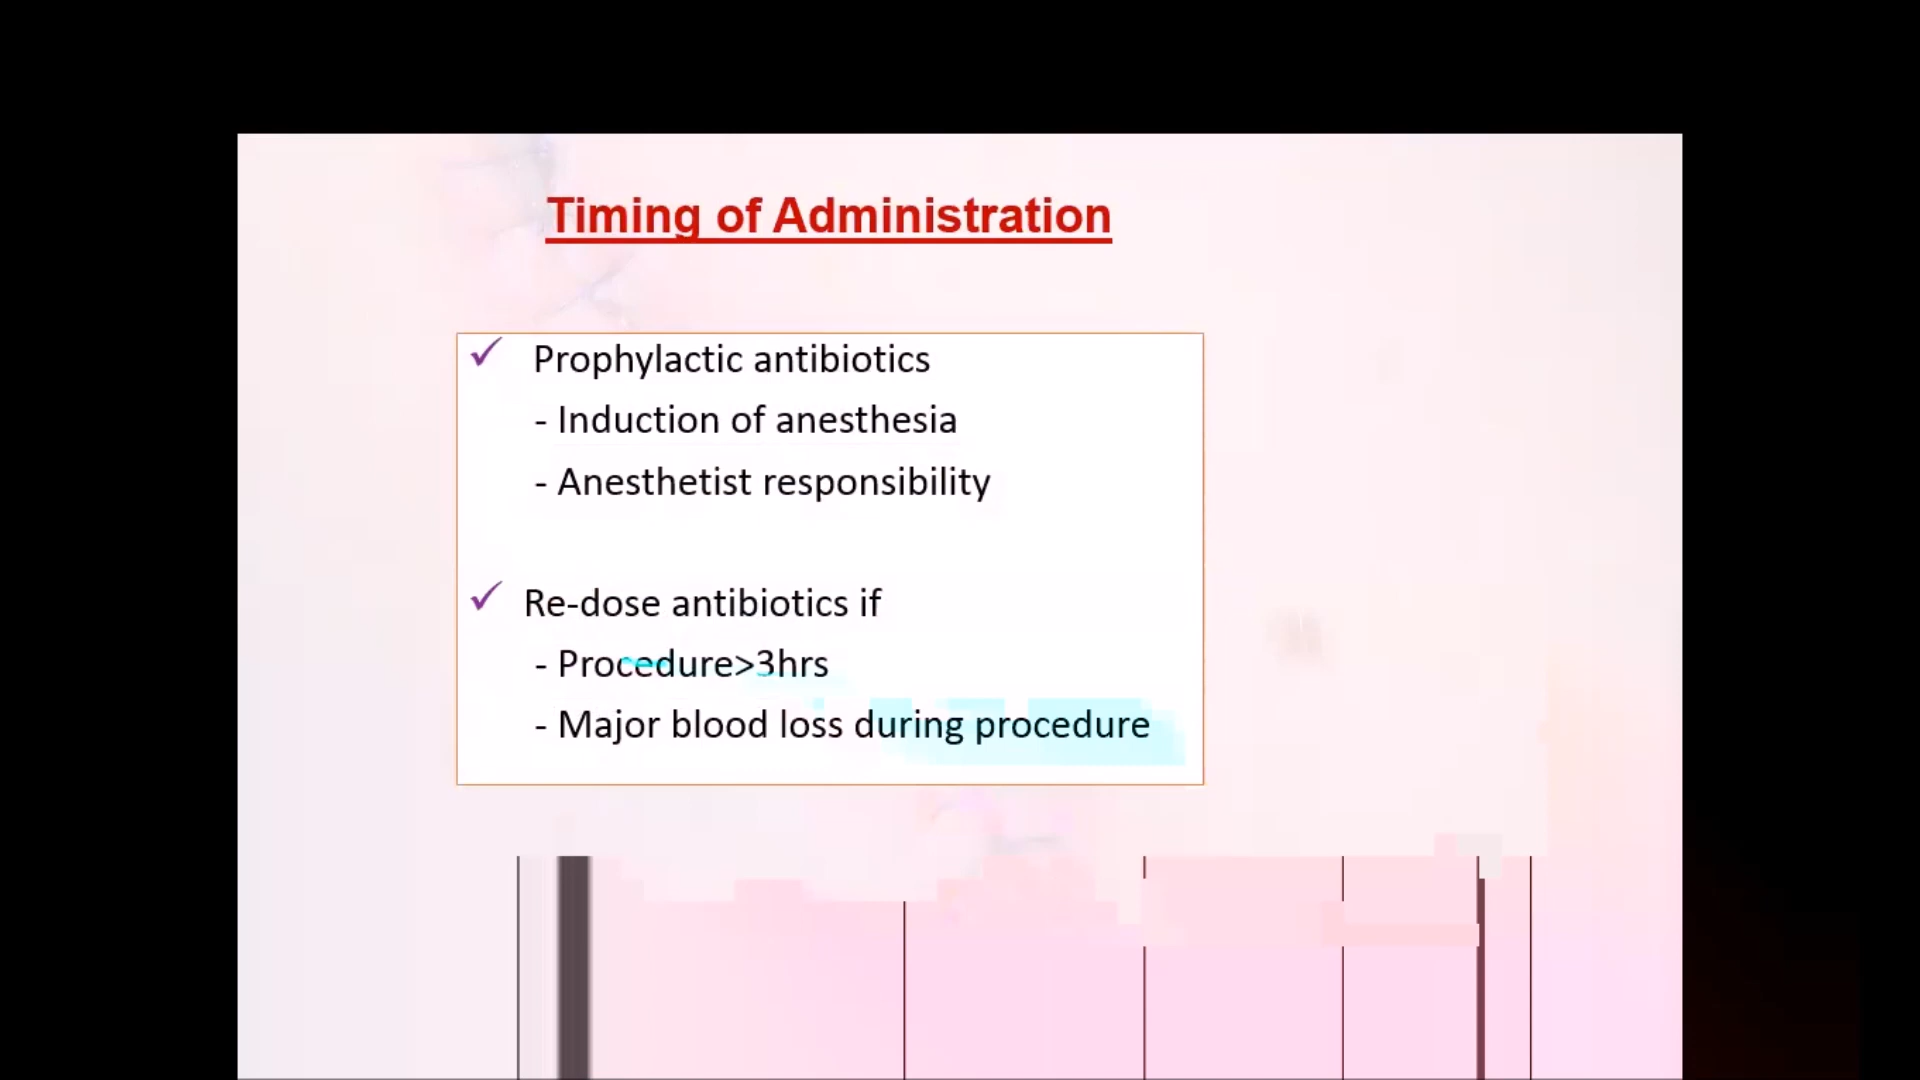 Timing of Administration
✓ Prophylactic antibiotics
- Induction of anesthesia
- Anesthetist responsibility
✓ Re-dose antibiotics if
- Procedure>3hrs
- Major blood loss during procedure